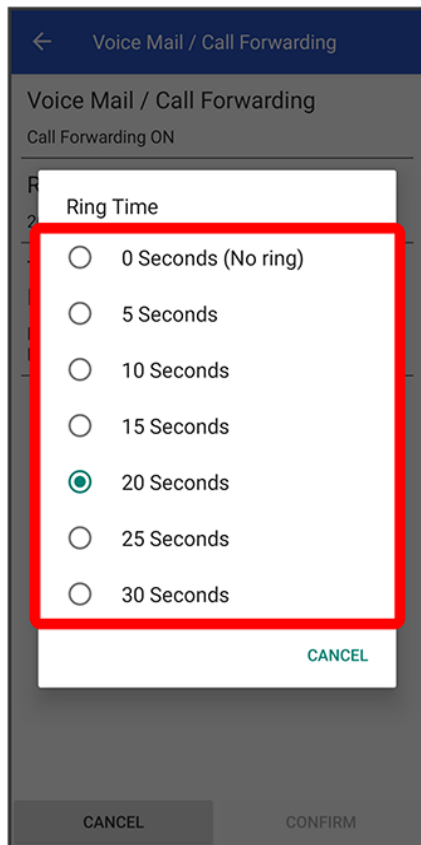 Voice Mail / Call Forwarding
Voice Mail / Call Forwarding
Call Forwarding ON
Ring Time
0 Seconds (No ring)
5 Seconds
10 Seconds
15 Seconds
20 Seconds
25 Seconds
30 Seconds
CANCEL
CANCEL
CONFIRM